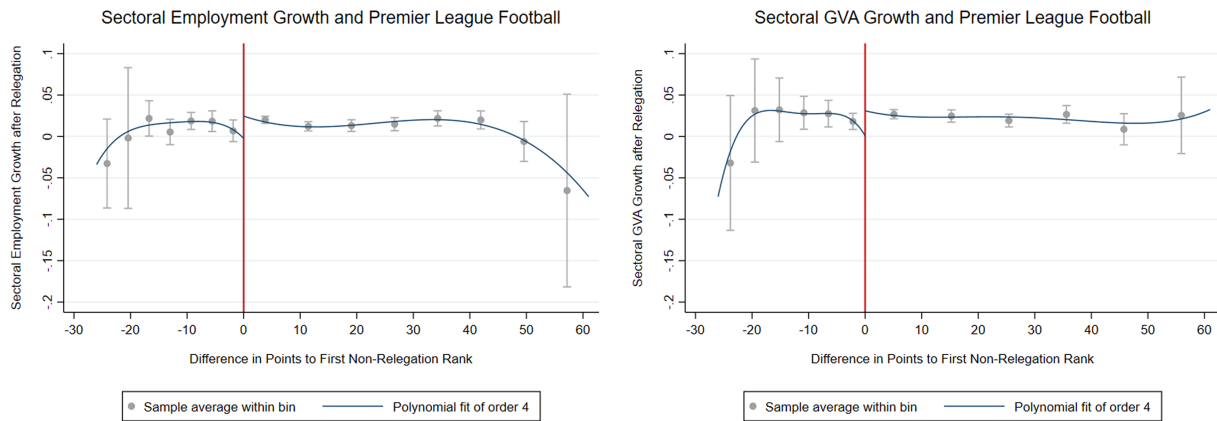 Sectoral Employment Growth and Premier League Football
Sectoral Employment Growth after Relegation
.1
.05
0
-.05
-.1
-.15
-.2
-30 -20 -10 0 10 20 30 40 50 60
Difference in Points to First Non-Relegation Rank
Sample average within bin Polynomial fit of order 4
Sectoral GVA Growth and Premier League Football
Sectoral GVA Growth after Relegation
.1
.05
0
-.05
-.1
-.15
-.2
-30 -20 -10 0 10 20 30 40 50 60
Difference in Points to First Non-Relegation Rank
Sample average within bin Polynomial fit of order 4